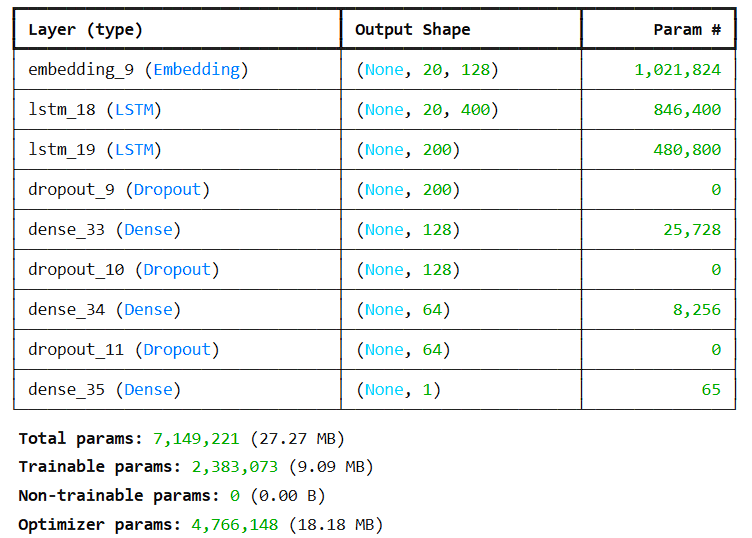 Layer (type) Output Shape Param #
embedding_9 (Embedding) (None, 20, 128) 1,021,824
lstm_18 (LSTM) (None, 20, 400) 846,400
lstm_19 (LSTM) (None, 200) 480,800
dropout_9 (Dropout) (None, 200) 0
dense_33 (Dense) (None, 128) 25,728
dropout_10 (Dropout) (None, 128) 0
dense_34 (Dense) (None, 64) 8,256
dropout_11 (Dropout) (None, 64) 0
dense_35 (Dense) (None, 1) 65
Total params: 7,149,221 (27.27 MB)
Trainable params: 2,383,073 (9.09 MB)
Non-trainable params: 0 (0.00 B)
Optimizer params: 4,766,148 (18.18 MB)